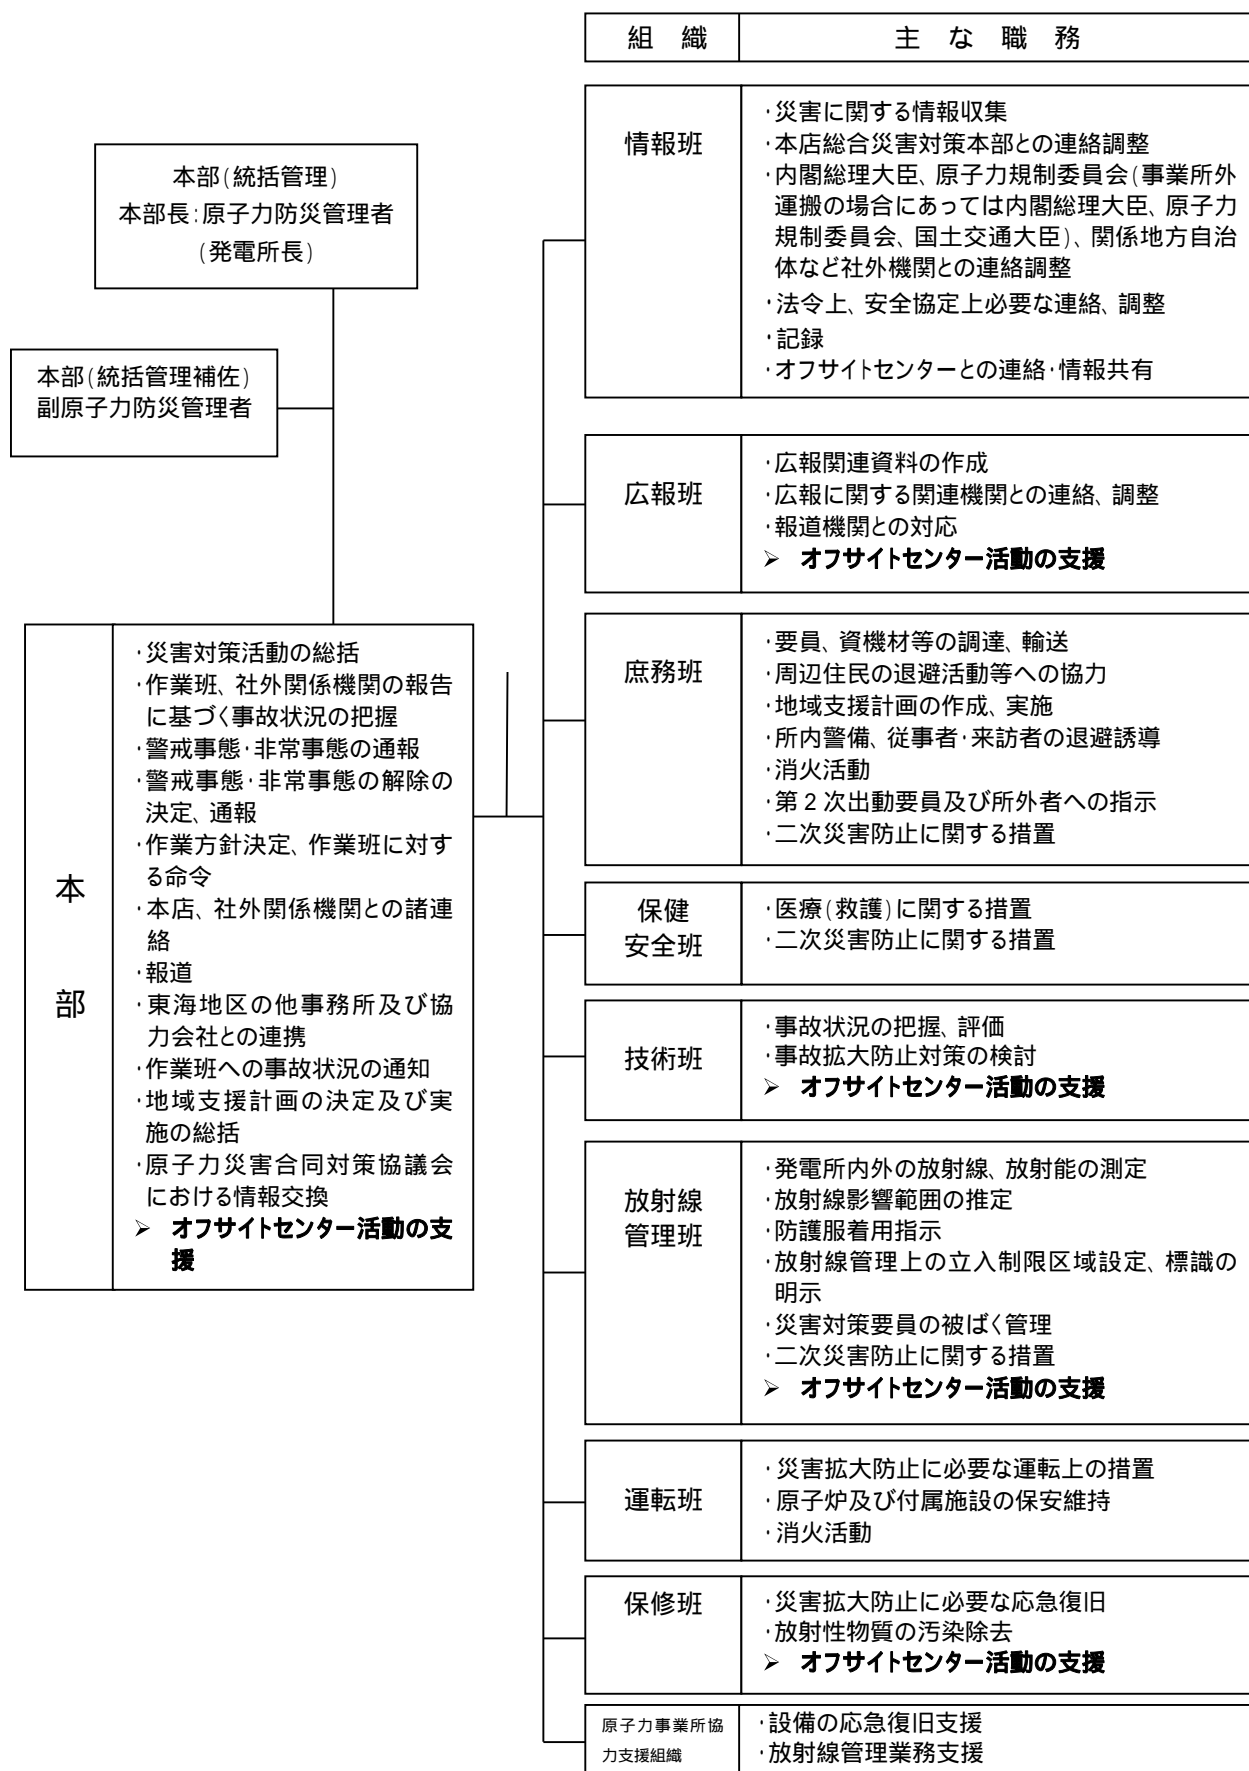 組　織　主　な　職　務
本部(統括管理)
本部長:原子力防災管理者
(発電所長)
本部(統括管理補佐)
副原子力防災管理者
本
部
・災害対策活動の総括
・作業班、社外関係機関の報告
に基づく事故状況の把握
・警戒事態・非常事態の通報
・警戒事態・非常事態の解除の
決定、通報
・作業方針決定、作業班に対す
る命令
・本店、社外関係機関との諸連
絡
・報道
・東海地区の他事務所及び協
力会社との連携
・作業班への事故状況の通知
・地域支援計画の決定及び実
施の総括
・原子力災害合同対策協議会
における情報交換
➢ オフサイトセンター活動の支
援
情報班
・災害に関する情報収集
・本店総合災害対策本部との連絡調整
・内閣総理大臣、原子力規制委員会(事業所外
運搬の場合にあっては内閣総理大臣、原子力
規制委員会、国土交通大臣)、関係地方自治
体など社外機関との連絡調整
・法令上、安全協定上必要な連絡、調整
・記録
・オフサイトセンターとの連絡・情報共有
広報班
・広報関連資料の作成
・広報に関する関連機関との連絡、調整
・報道機関との対応
➢ オフサイトセンター活動の支援
庶務班
・要員、資機材等の調達、輸送
・周辺住民の退避活動等への協力
・地域支援計画の作成、実施
・所内警備、従事者・来訪者の退避誘導
・消火活動
・第２次出動要員及び所外者への指示
・二次災害防止に関する措置
保健
安全班
・医療(救護)に関する措置
・二次災害防止に関する措置
技術班
・事故状況の把握、評価
・事故拡大防止対策の検討
➢ オフサイトセンター活動の支援
放射線
管理班
・発電所内外の放射線、放射能の測定
・放射線影響範囲の推定
・防護服着用指示
・放射線管理上の立入制限区域設定、標識の
明示
・災害対策要員の被ばく管理
・二次災害防止に関する措置
➢ オフサイトセンター活動の支援
運転班
・災害拡大防止に必要な運転上の措置
・原子炉及び付属施設の保安維持
・消火活動
保修班
・災害拡大防止に必要な応急復旧
・放射性物質の汚染除去
➢ オフサイトセンター活動の支援
原子力事業所協
力支援組織
・設備の応急復旧支援
・放射線管理業務支援